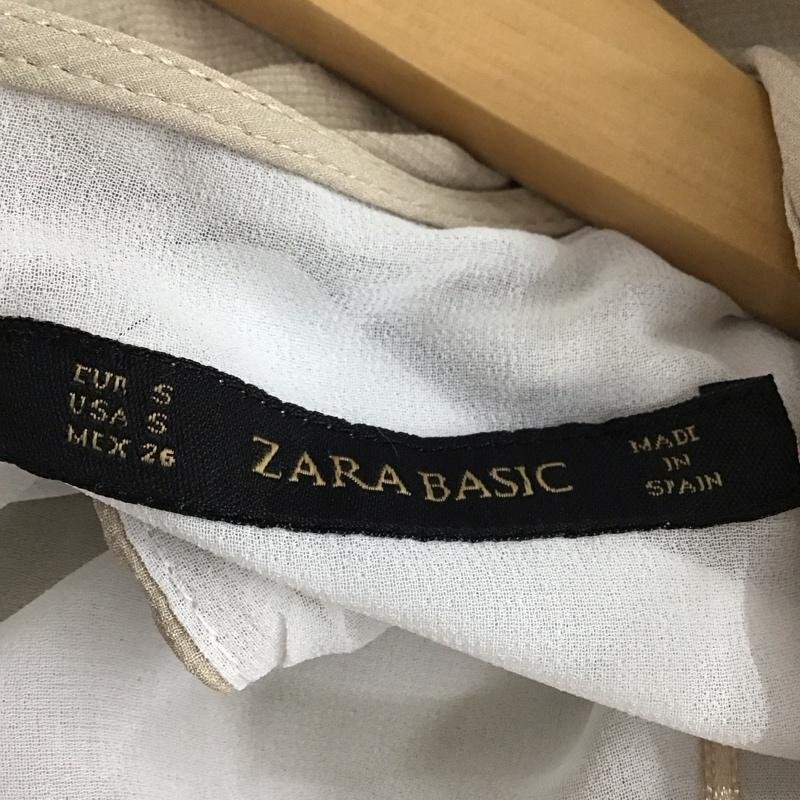 EUR S
USA S
MEX 26
ZARA BASIC
MADE
IN
SPAIN